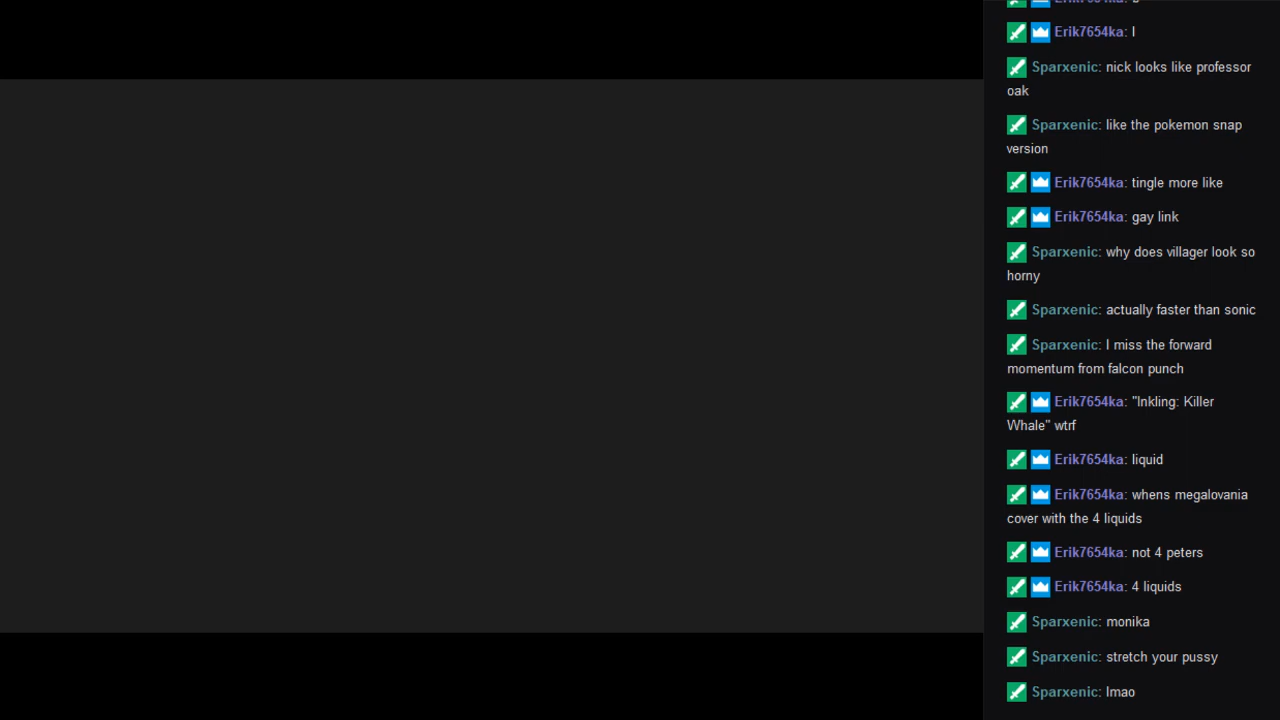 Erik7654ka: l
Sparxenic: nick looks like professor
oak
Sparxenic: like the pokemon snap
version
Erik7654ka: tingle more like
Erik7654ka: gay link
Sparxenic: why does villager look so
horny
Sparxenic: actually faster than sonic
Sparxenic: I miss the forward
momentum from falcon punch
Erik7654ka: "Inkling: Killer
Whale" wtrf
Erik7654ka: liquid
Erik7654ka: whens megalovania
cover with the 4 liquids
Erik7654ka: not 4 peters
Erik7654ka: 4 liquids
Sparxenic: monika
Sparxenic: stretch your pussy
Sparxenic: lmao